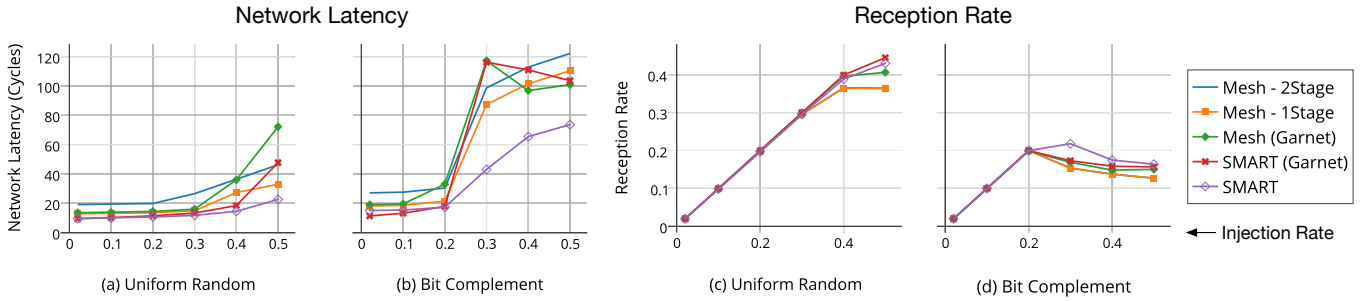 Network Latency
Reception Rate
Network Latency (Cycles)
120
100
80
60
40
20
0
0 0.1 0.2 0.3 0.4 0.5
(a) Uniform Random
0 0.1 0.2 0.3 0.4 0.5
(b) Bit Complement
Reception Rate
0.4
0.3
0.2
0.1
0
0 0.2 0.4
(c) Uniform Random
0 0.2 0.4
(d) Bit Complement
Mesh - 2Stage
Mesh - 1Stage
Mesh (Garnet)
SMART (Garnet)
SMART
Injection Rate